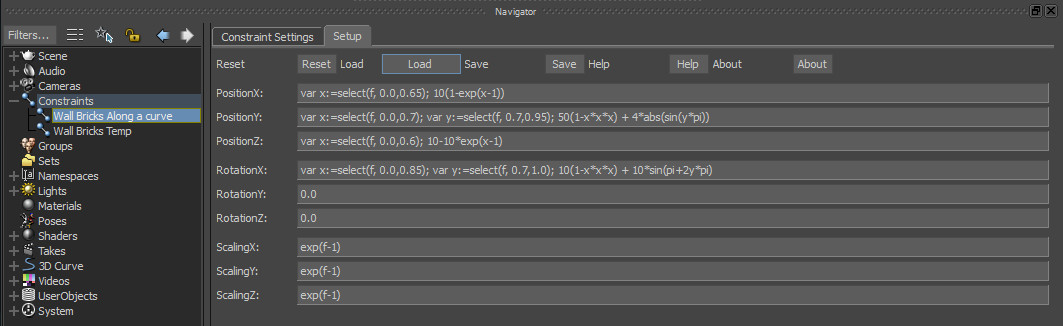 Navigator
Filters...
Constraint Settings Setup
Scene
Audio
Cameras
Constraints
Wall Bricks Along a curve
Wall Bricks Temp
Groups
Sets
Namespaces
Lights
Materials
Poses
Shaders
Takes
3D Curve
Videos
UserObjects
System
Reset Reset Load Load Save Save Help Help About About
PositionX: var x:=select(f, 0.0,0.65); 10(1-exp(x-1))
PositionY: var x:=select(f, 0.0,0.7); var y:=select(f, 0.7,0.95); 50(1-x*x*x) + 4*abs(sin(y*pi))
PositionZ: var x:=select(f, 0.0,0.6); 10-10*exp(x-1)
RotationX: var x:=select(f, 0.0,0.85); var y:=select(f, 0.7,1.0); 10(1-x*x*x) + 10*sin(pi+2y*pi)
RotationY: 0.0
RotationZ: 0.0
ScalingX: exp(f-1)
ScalingY: exp(f-1)
ScalingZ: exp(f-1)